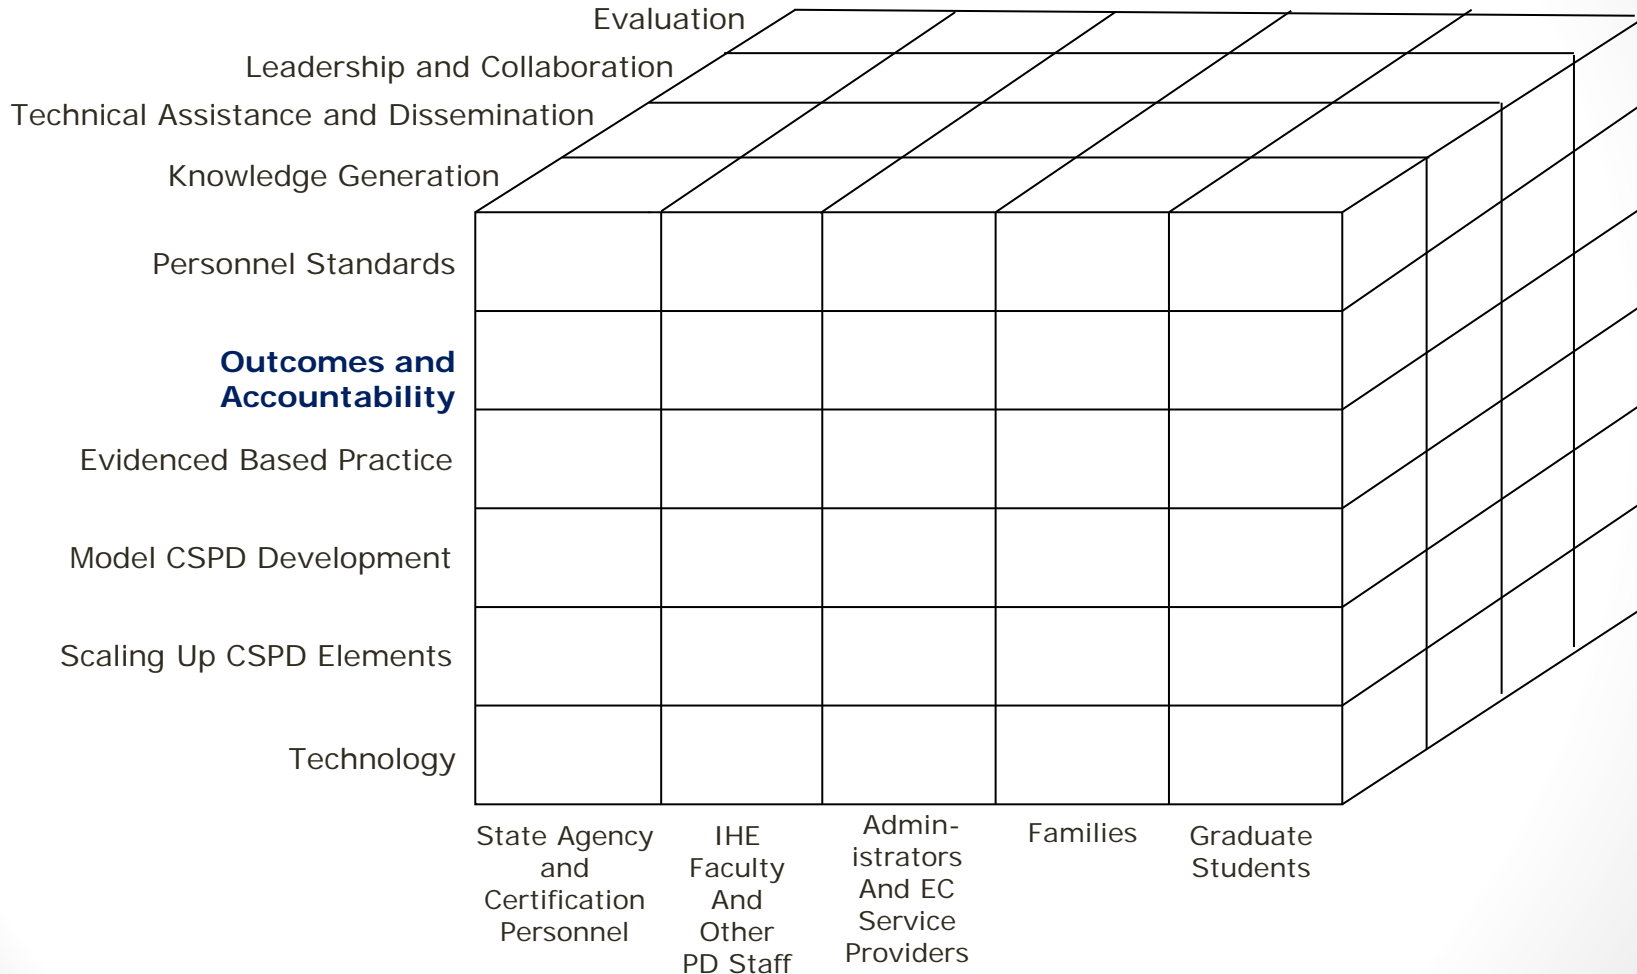 Evaluation
Leadership and Collaboration
Technical Assistance and Dissemination
Knowledge Generation
Personnel Standards
Outcomes and
Accountability
Evidenced Based Practice
Model CSPD Development
Scaling Up CSPD Elements
Technology
State Agency
and
Certification
Personnel
IHE
Faculty
And
Other
PD Staff
Admin-
istrators
And EC
Service
Providers
Families
Graduate
Students